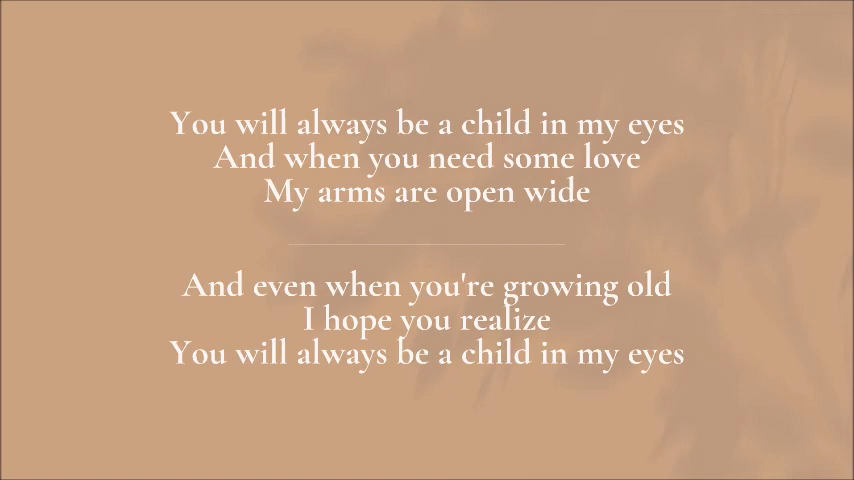 You will always be a child in my eyes
And when you need some love
My arms are open wide
And even when you're growing old
I hope you realize
You will always be a child in my eyes